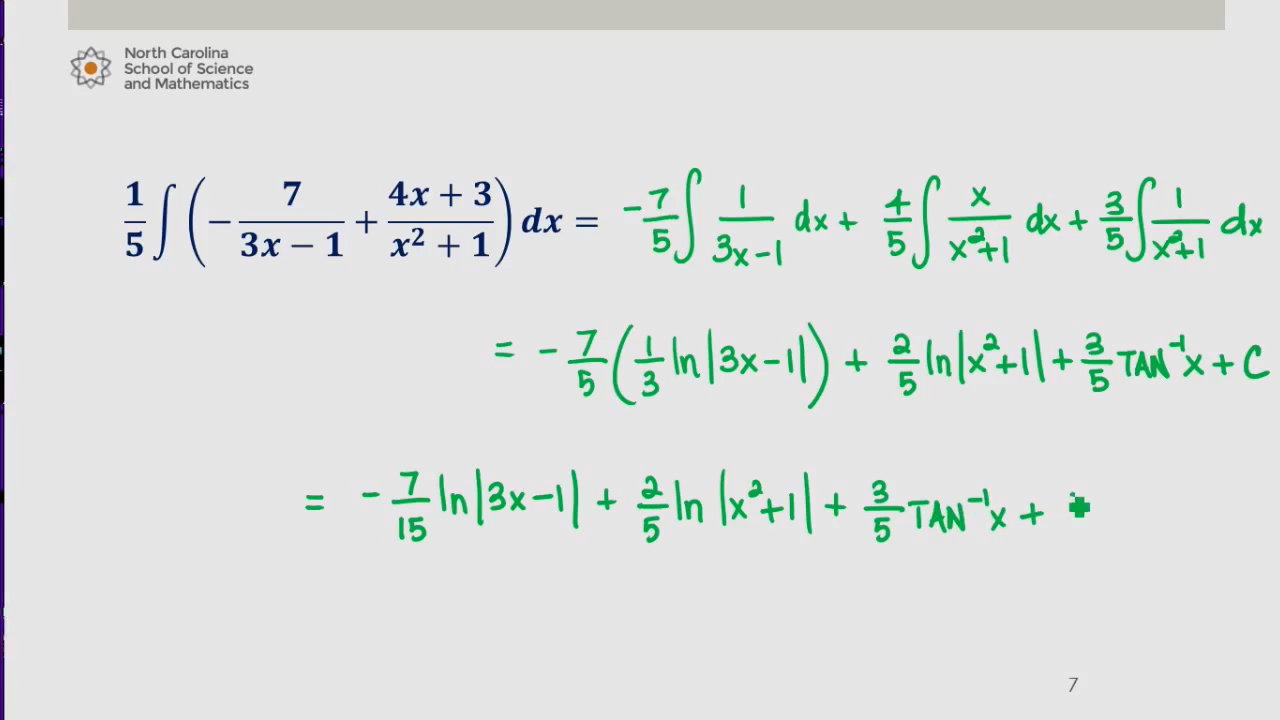 North Carolina
School of Science
and Mathematics
1/5 ∫ ( − 7/(3x − 1) + (4x + 3)/(x² + 1) ) dx = -7/5 ∫ 1/(3x-1) dx + 4/5 ∫ x/(x²+1) dx + 3/5 ∫ 1/(x²+1) dx
= - 7/5 ( 1/3 ln|3x-1| ) + 2/5 ln|x²+1| + 3/5 TAN⁻¹x + C
= - 7/15 ln|3x-1| + 2/5 ln|x²+1| + 3/5 TAN⁻¹x +
7